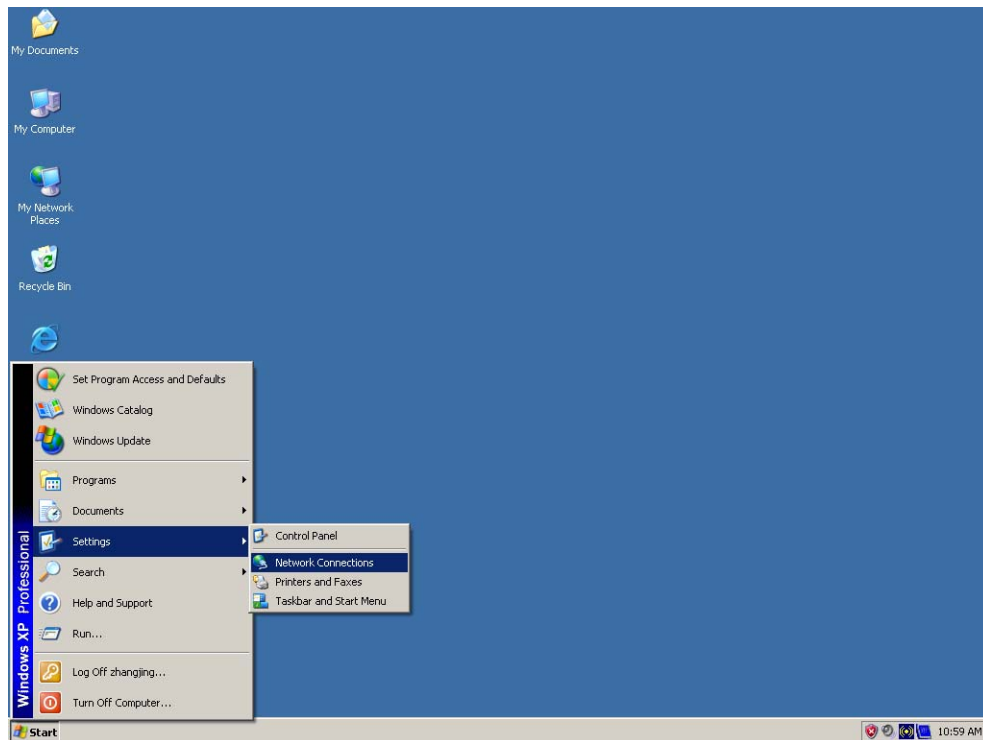 My Documents
My Computer
My Network
Places
Recycle Bin
Set Program Access and Defaults
Windows Catalog
Windows Update
Programs
Documents
Settings
Search
Help and Support
Run...
Log Off zhangjing...
Turn Off Computer...
Windows XP Professional
Control Panel
Network Connections
Printers and Faxes
Taskbar and Start Menu
Start
10:59 AM